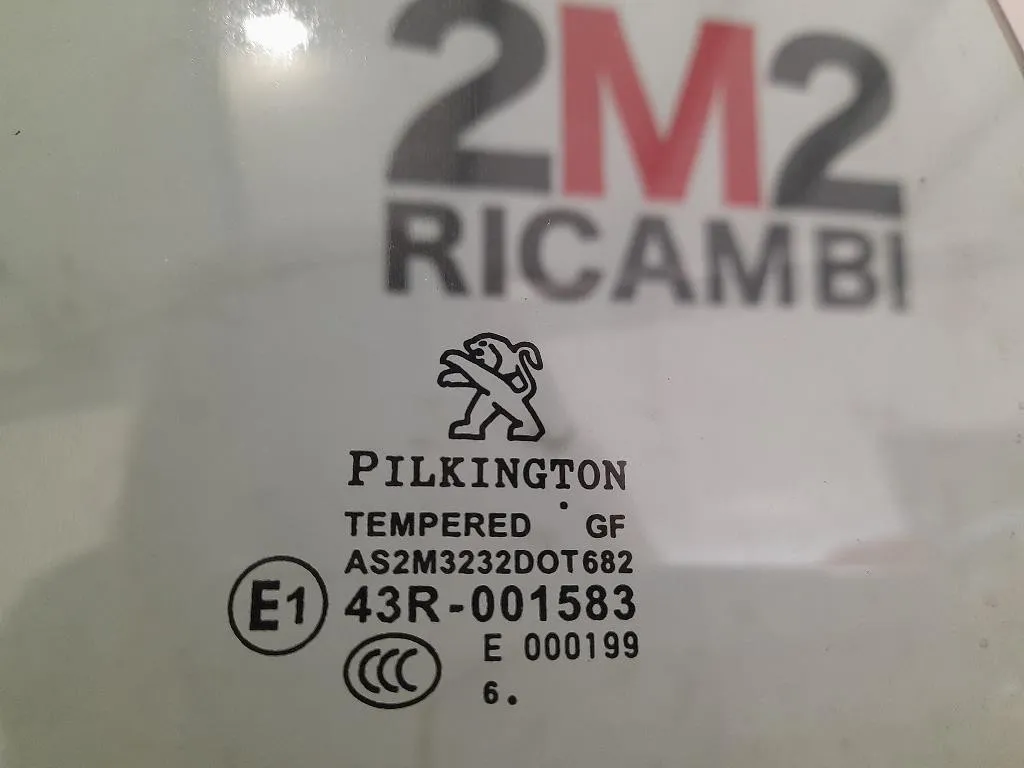 2M2
RICAMBI
PILKINGTON
TEMPERED GF
AS2M3232DOT682
E1 43R-001583
CCC E 000199
6.